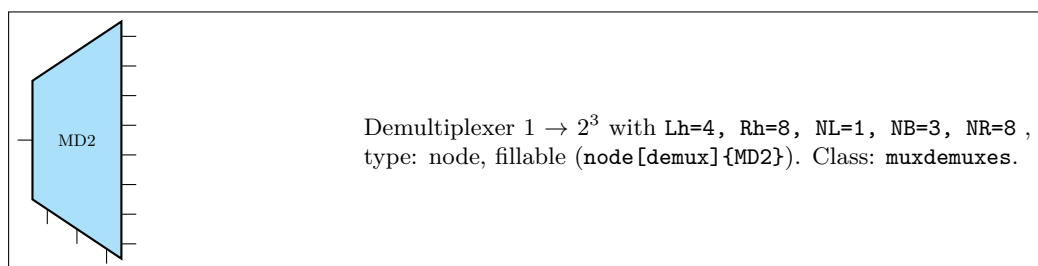 MD2
Demultiplexer 1 → 2³ with Lh=4, Rh=8, NL=1, NB=3, NR=8 ,
type: node, fillable (node[demux]{MD2}). Class: muxdemuxes.